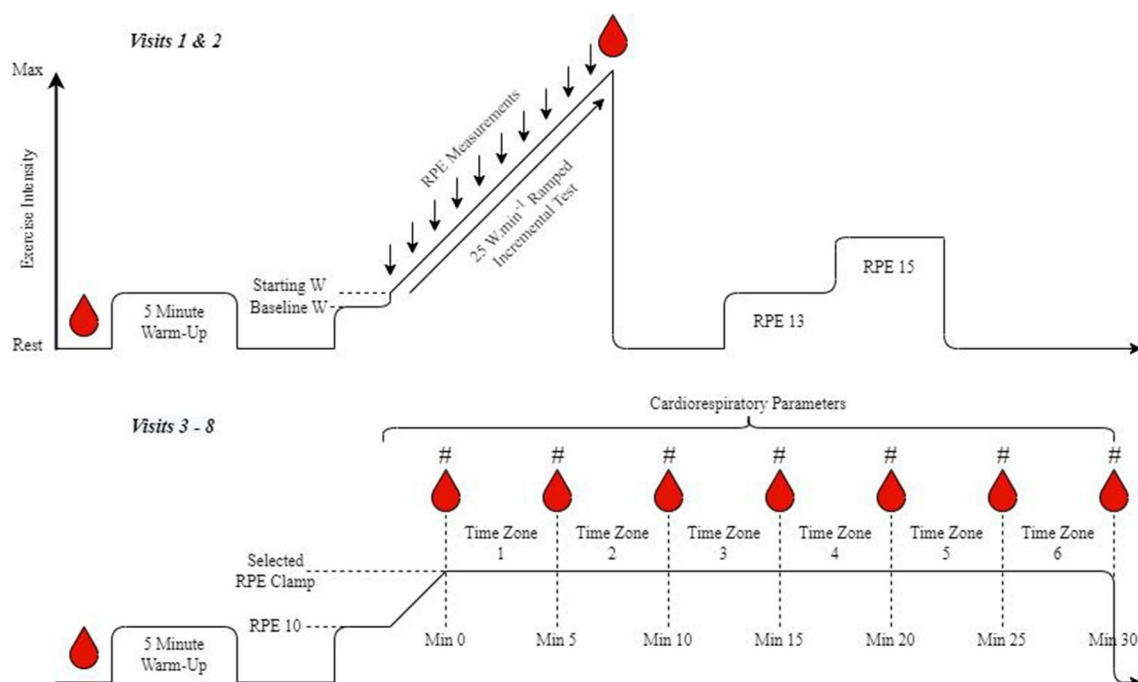 Visits 1 & 2
Max
Exercise Intensity
Rest
5 Minute
Warm-Up
Starting W
Baseline W
RPE Measurements
25 W.min⁻¹ Ramped
Incremental Test
RPE 13
RPE 15
Visits 3 - 8
Cardiorespiratory Parameters
# # # # # # #
Time Zone Time Zone Time Zone Time Zone Time Zone Time Zone
1 2 3 4 5 6
Selected
RPE Clamp
RPE 10
5 Minute
Warm-Up
Min 0 Min 5 Min 10 Min 15 Min 20 Min 25 Min 30